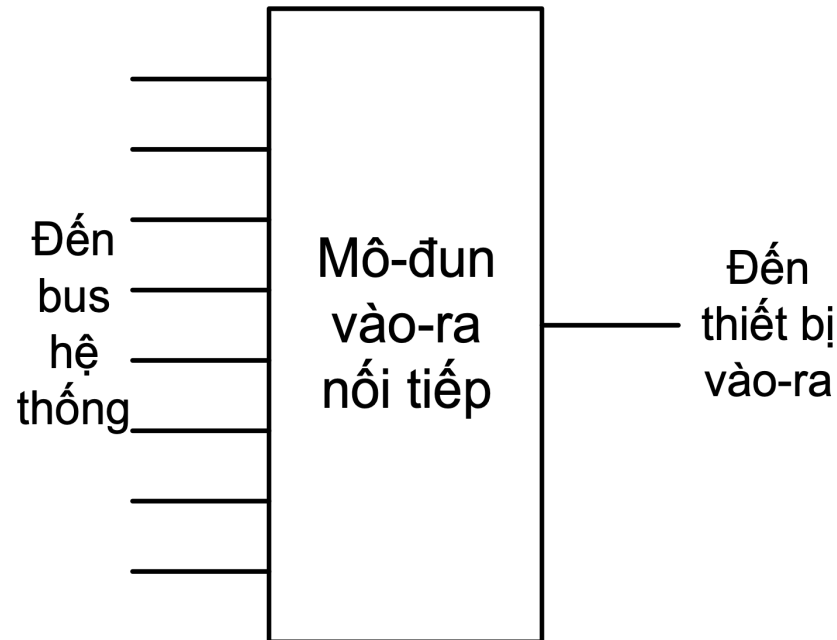 Đến
bus
hệ
thống
Mô-đun
vào-ra
nối tiếp
Đến
thiết bị
vào-ra